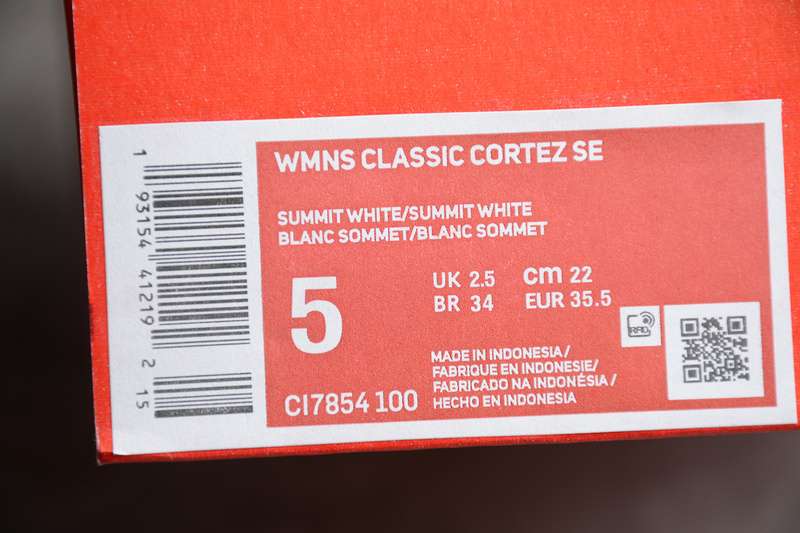 WMNS CLASSIC CORTEZ SE
SUMMIT WHITE/SUMMIT WHITE
BLANC SOMMET/BLANC SOMMET
5
UK 2.5 cm 22
BR 34 EUR 35.5
MADE IN INDONESIA/
FABRIQUE EN INDONESIE/
FABRICADO NA INDONÉSIA /
HECHO EN INDONESIA
CI7854 100
RFID
1 93154 41219 2 15